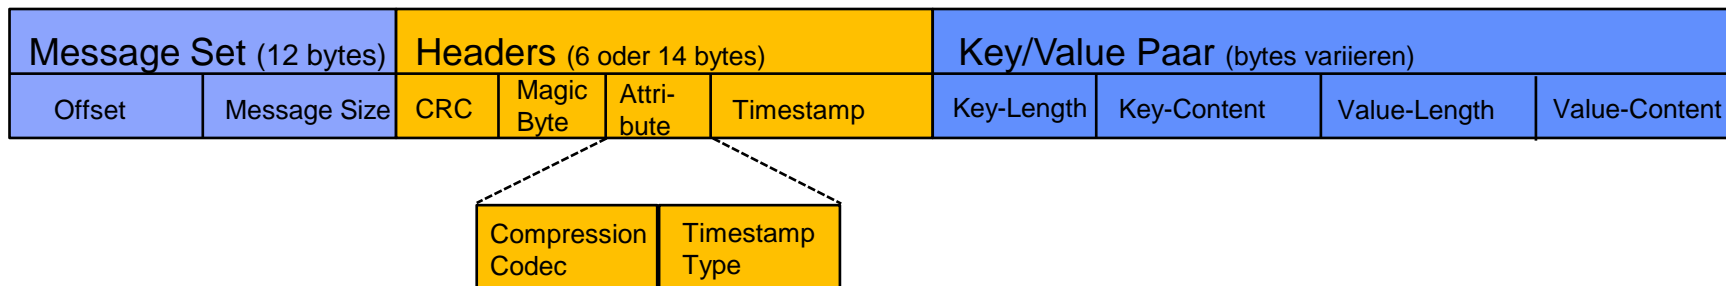 Message Set (12 bytes)
Headers (6 oder 14 bytes)
Key/Value Paar (bytes variieren)
Offset
Message Size
CRC
Magic
Byte
Attri-
bute
Timestamp
Key-Length
Key-Content
Value-Length
Value-Content
Compression
Codec
Timestamp
Type